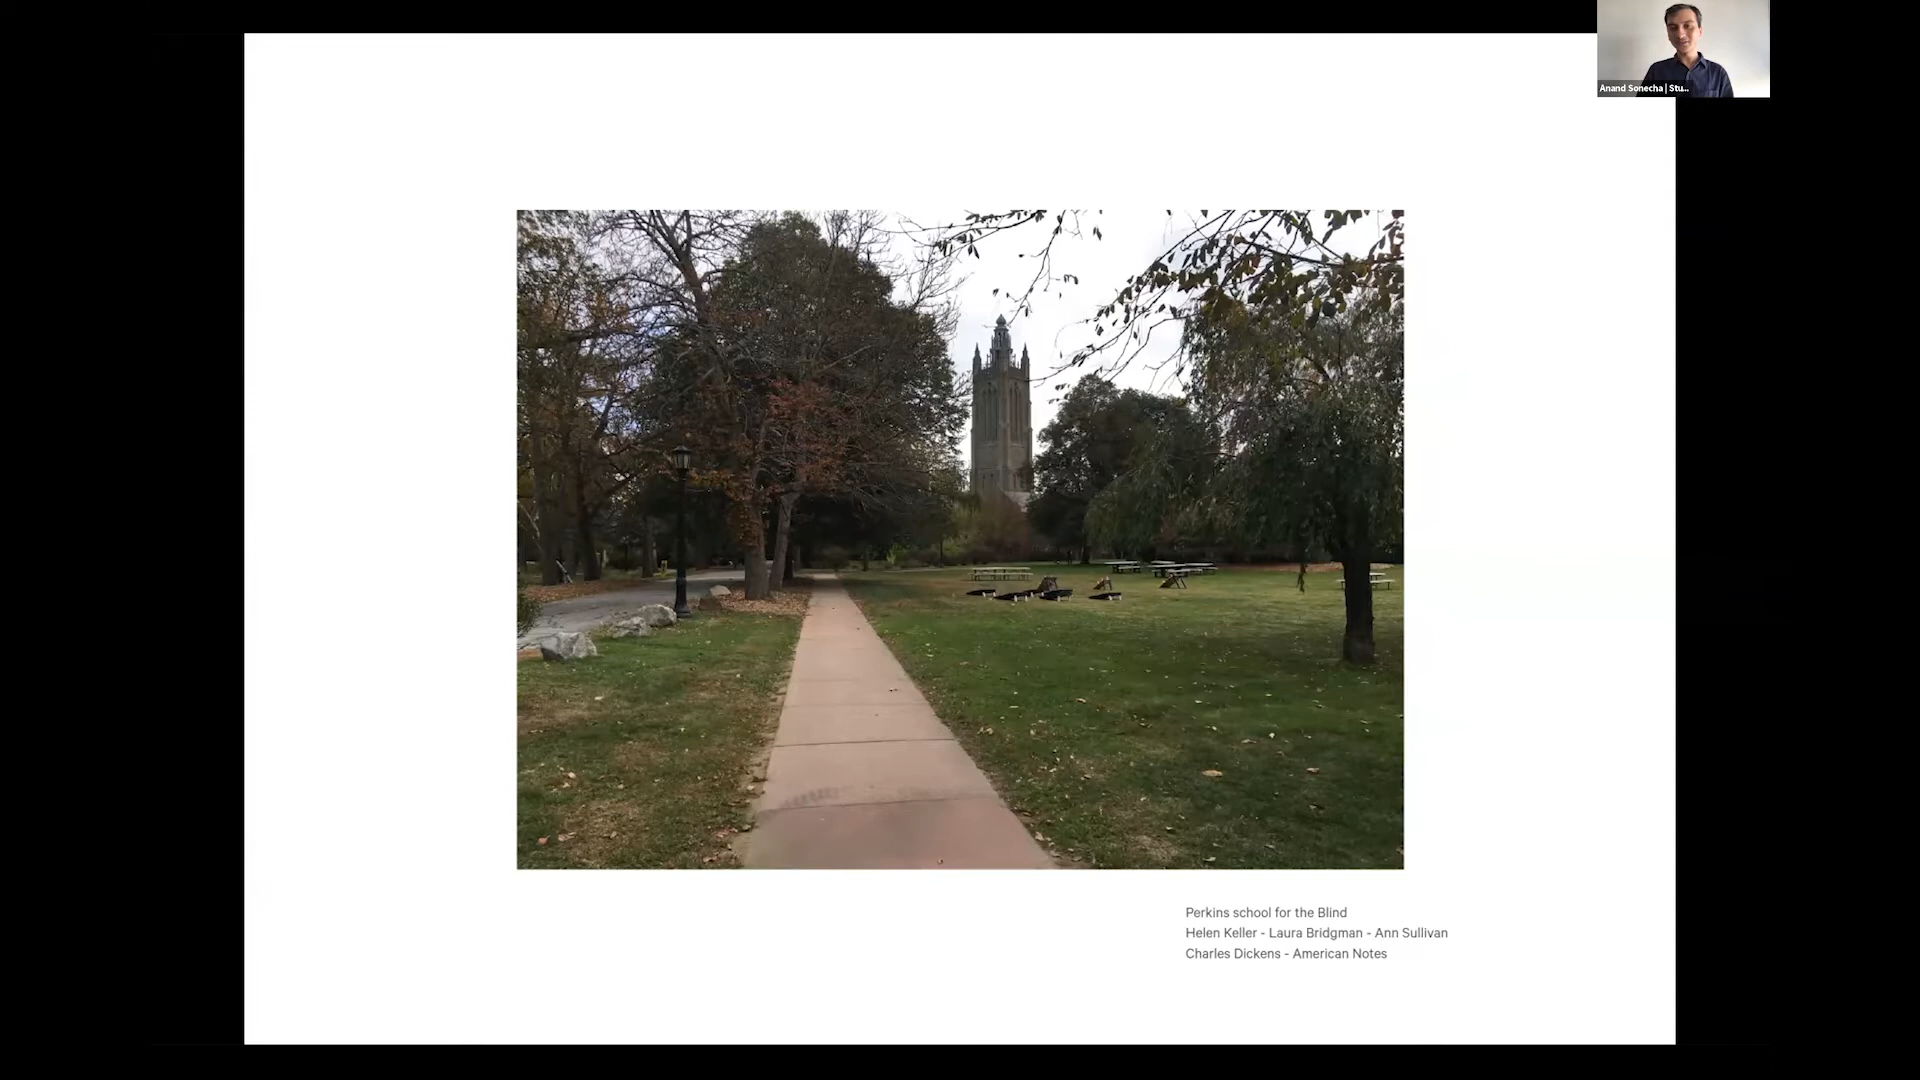 Anand Sonecha | Stu...
Perkins school for the Blind
Helen Keller - Laura Bridgman - Ann Sullivan
Charles Dickens - American Notes